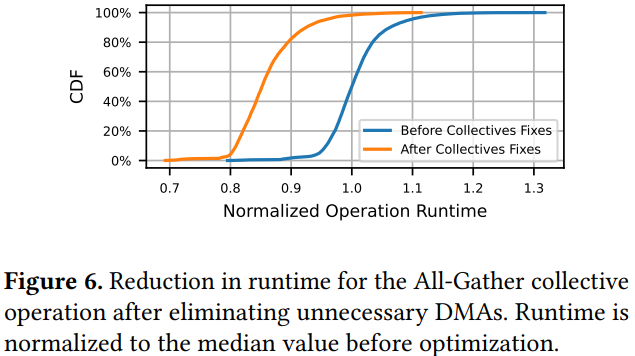 100%
80%
60%
40%
20%
0%
CDF
Before Collectives Fixes
After Collectives Fixes
0.7 0.8 0.9 1.0 1.1 1.2 1.3
Normalized Operation Runtime
Figure 6. Reduction in runtime for the All-Gather collective
operation after eliminating unnecessary DMAs. Runtime is
normalized to the median value before optimization.